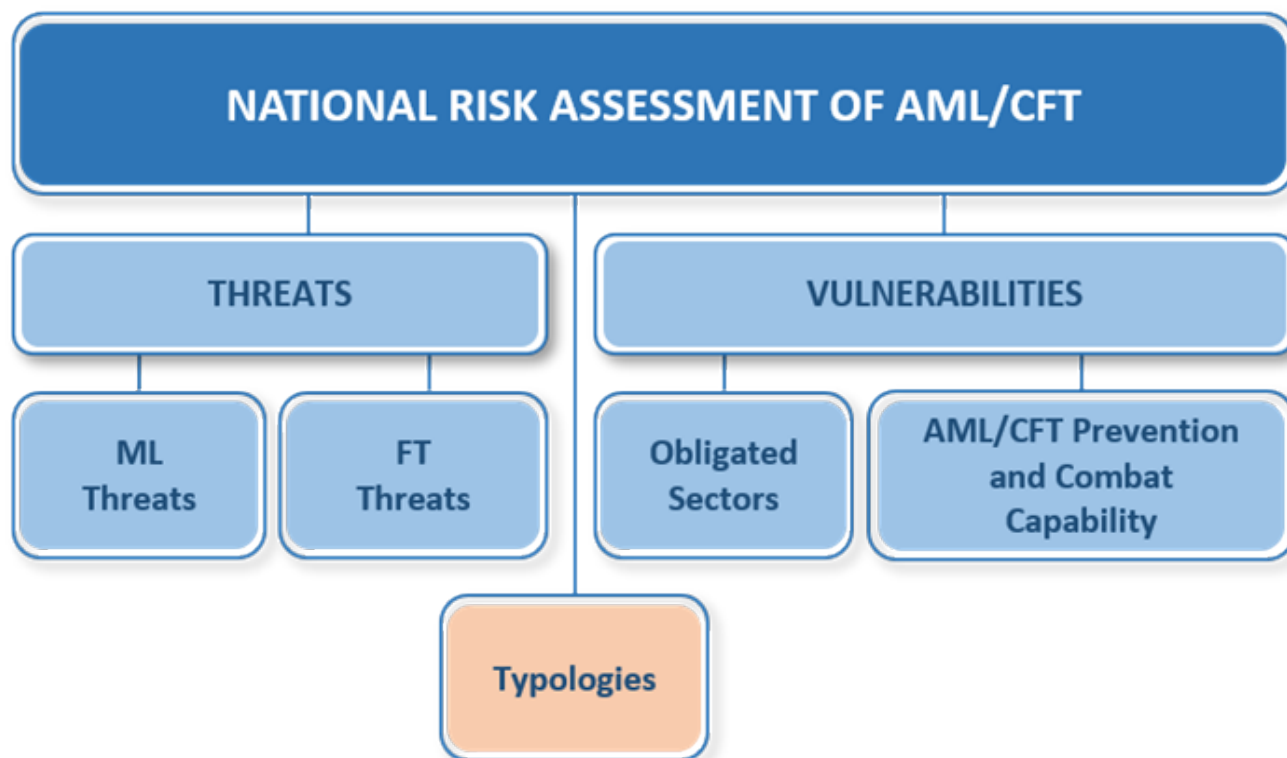 NATIONAL RISK ASSESSMENT OF AML/CFT
THREATS
VULNERABILITIES
ML
Threats
FT
Threats
Obligated
Sectors
AML/CFT Prevention
and Combat
Capability
Typologies